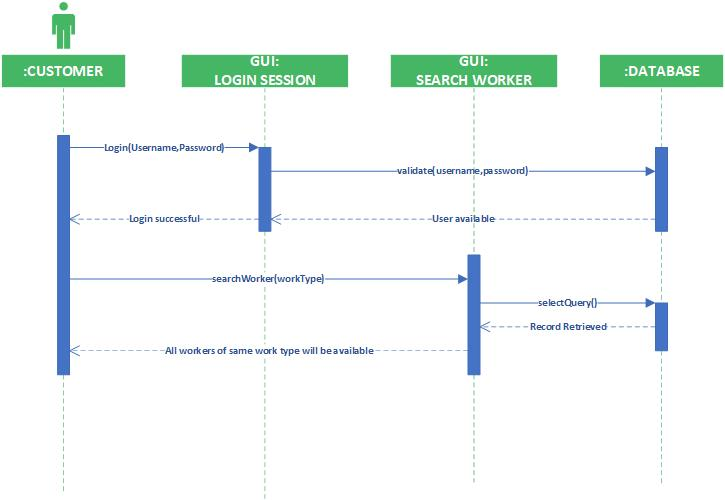 :CUSTOMER
GUI:
LOGIN SESSION
GUI:
SEARCH WORKER
:DATABASE
Login(Username,Password)
validate(username,password)
Login successful
User available
searchWorker(workType)
selectQuery()
Record Retrieved
All workers of same work type will be available